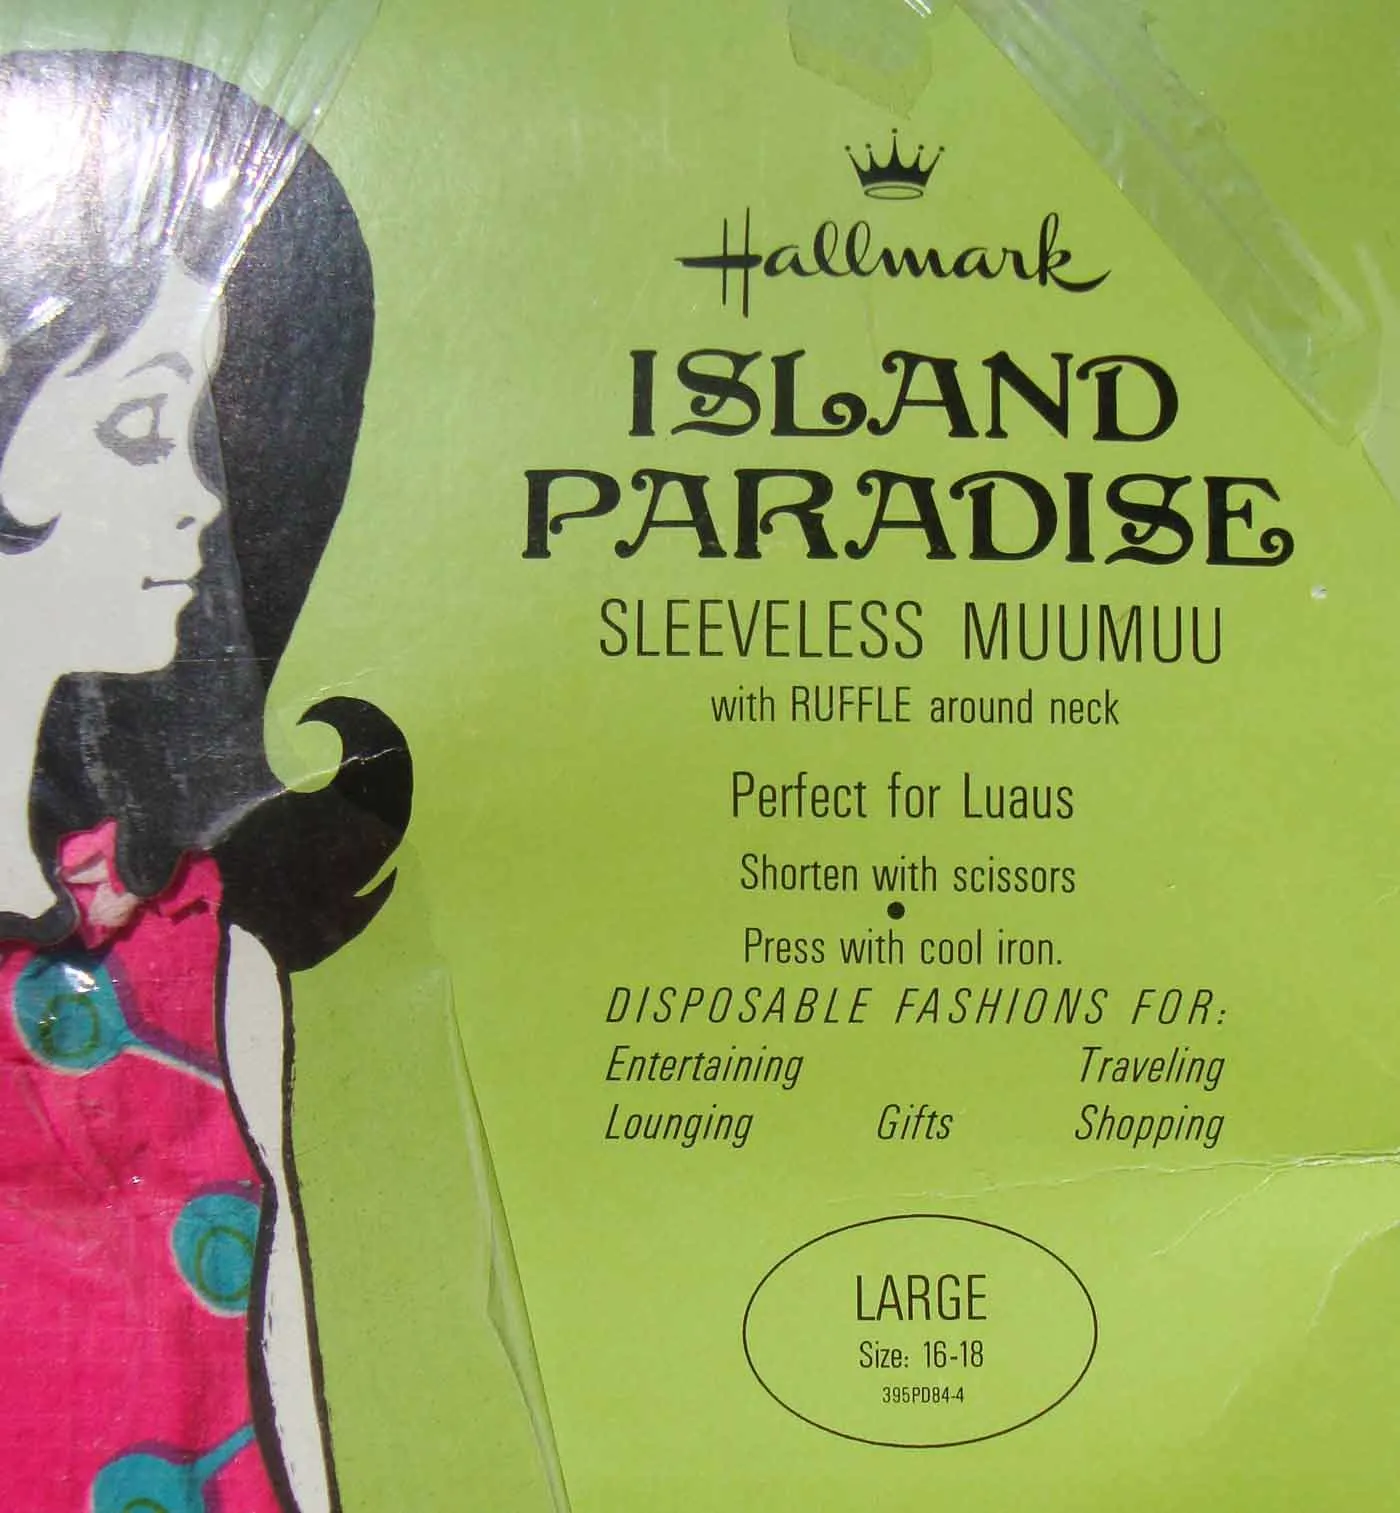 Hallmark
ISLAND
PARADISE
SLEEVELESS MUUMUU
with RUFFLE around neck
Perfect for Luaus
Shorten with scissors
•
Press with cool iron.
DISPOSABLE FASHIONS FOR:
Entertaining Traveling
Lounging Gifts Shopping
LARGE
Size: 16-18
395PD84-4